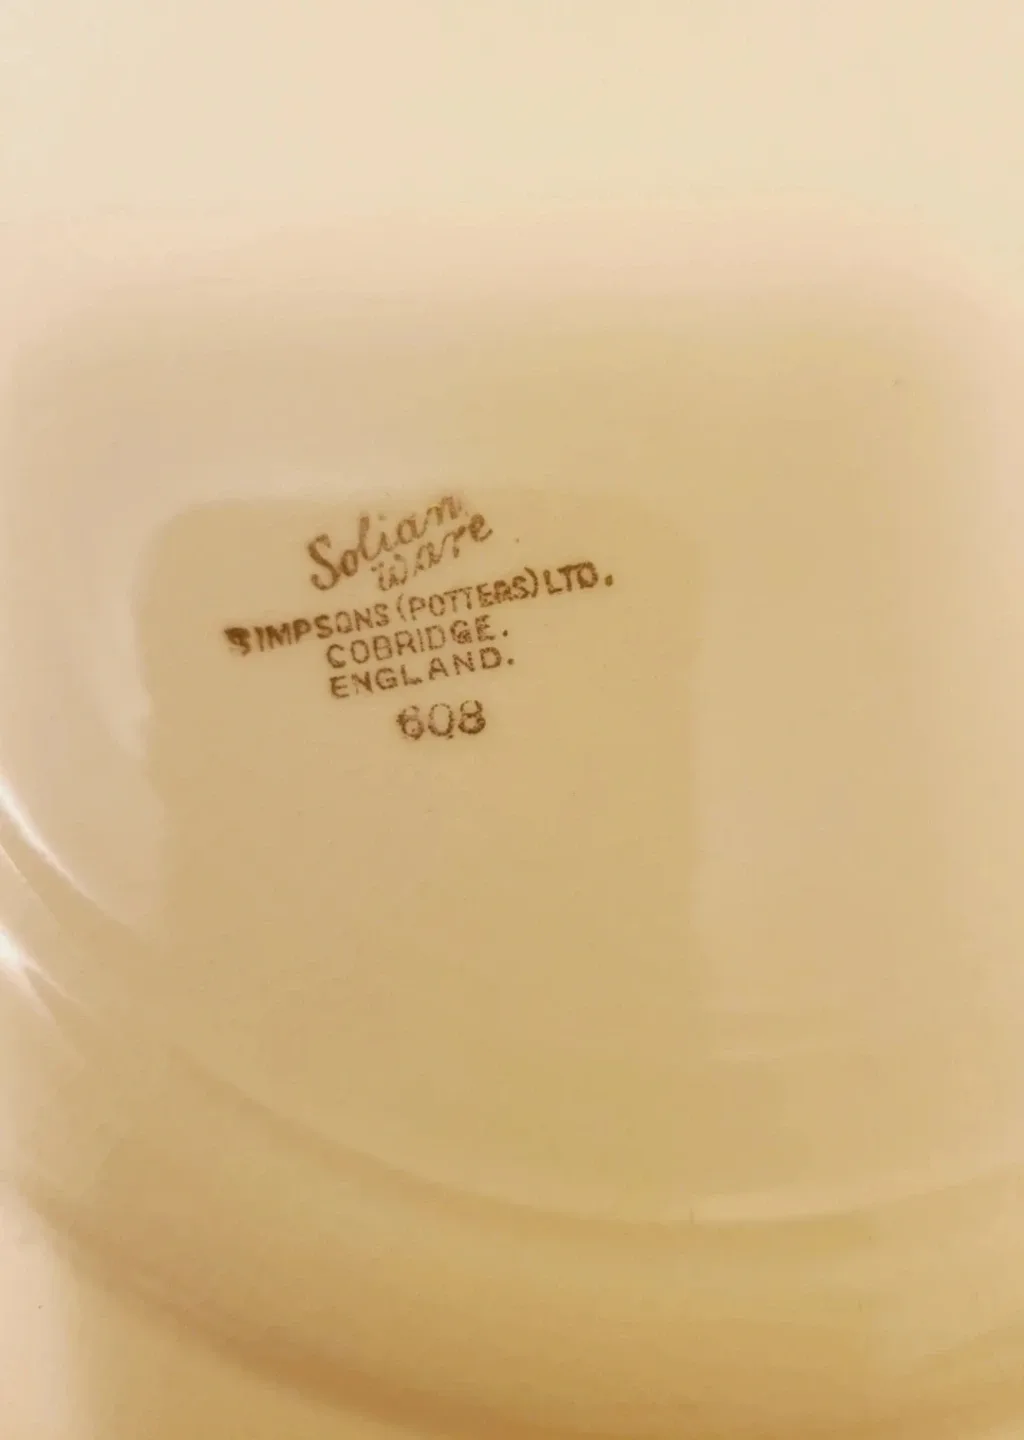 Solian
ware
SIMPSONS (POTTERS) LTD.
COBRIDGE.
ENGLAND.
608